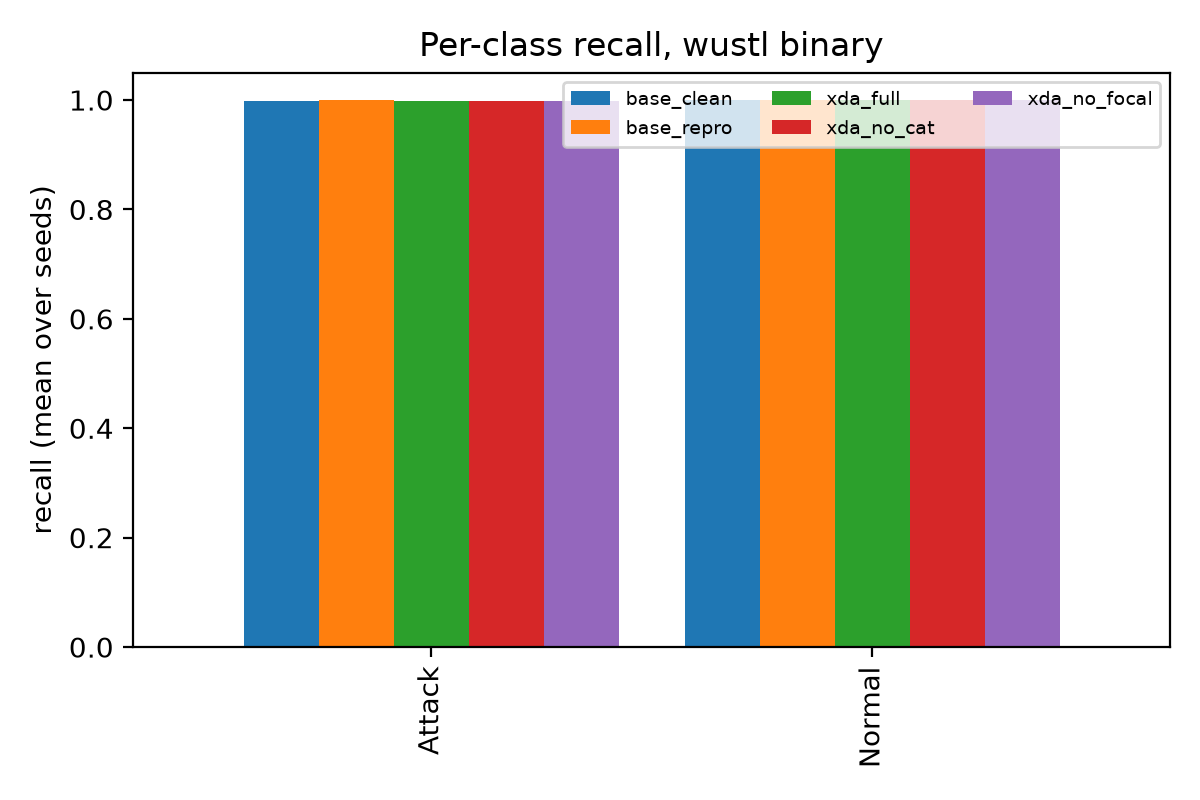 Per-class recall, wustl binary
base_clean xda_full xda_no_focal
base_repro xda_no_cat
recall (mean over seeds)
1.0
0.8
0.6
0.4
0.2
0.0
Attack
Normal